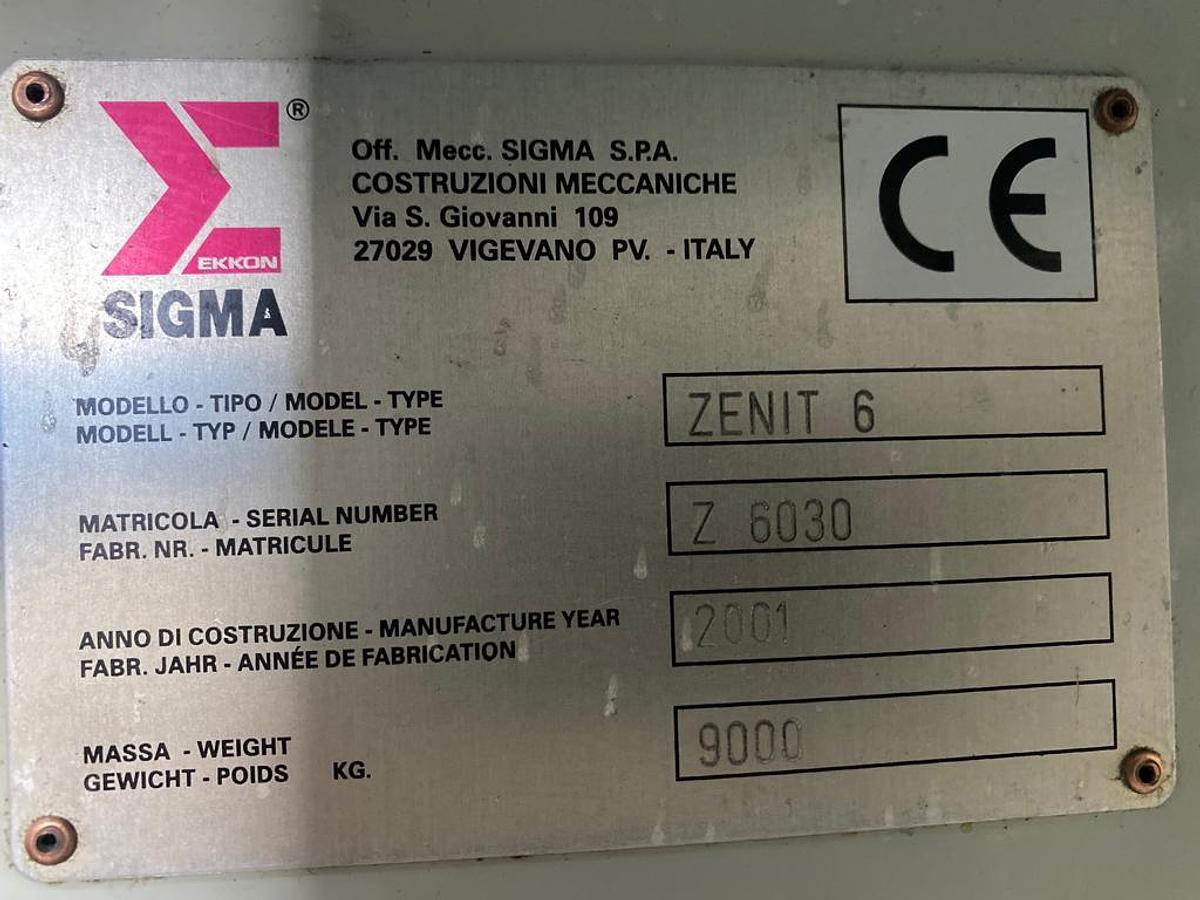 ®
EKKON
SIGMA
Off. Mecc. SIGMA S.P.A.
COSTRUZIONI MECCANICHE
Via S. Giovanni 109
27029 VIGEVANO PV. - ITALY
CE
MODELLO - TIPO / MODEL - TYPE
MODELL - TYP / MODELE - TYPE
ZENIT 6
MATRICOLA - SERIAL NUMBER
FABR. NR. - MATRICULE
Z 6030
ANNO DI COSTRUZIONE - MANUFACTURE YEAR
FABR. JAHR - ANNÉE DE FABRICATION
2001
MASSA - WEIGHT
GEWICHT - POIDS KG.
9000